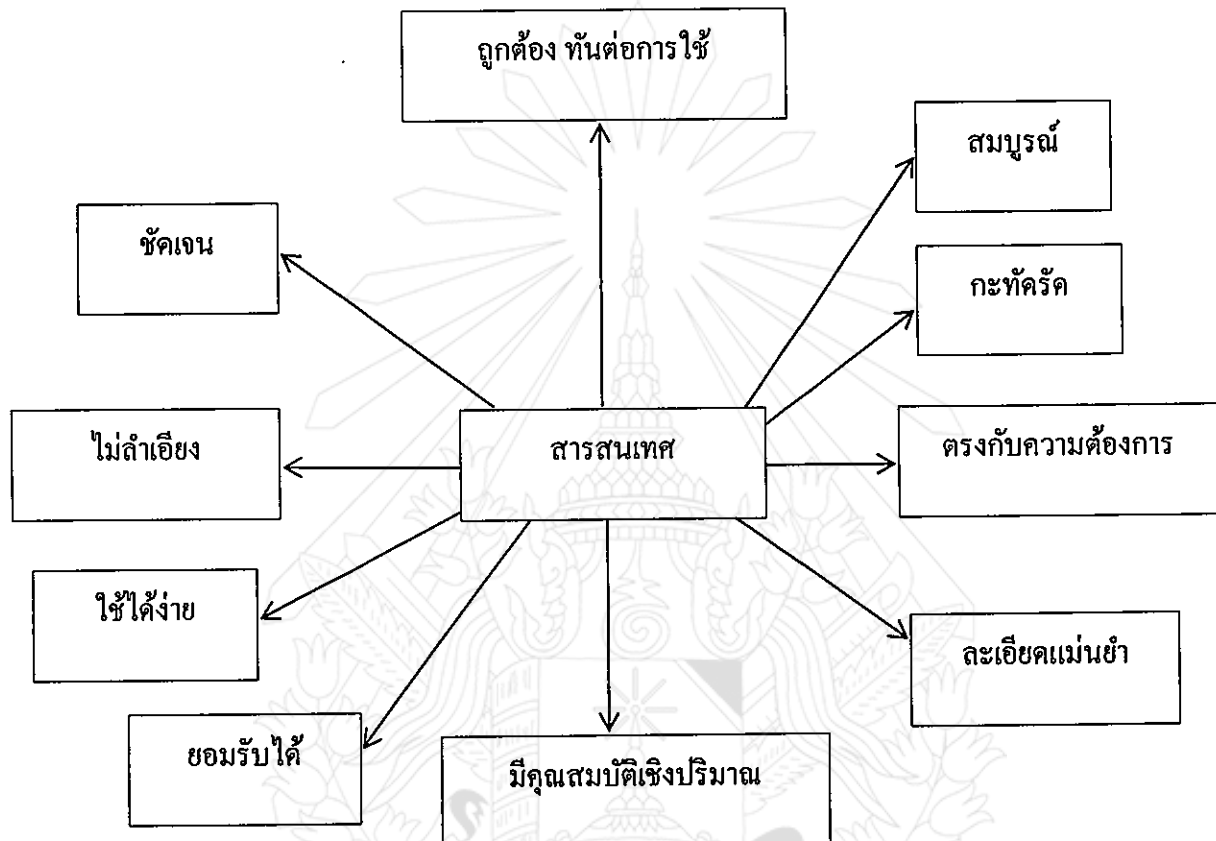 ถูกต้อง ทันต่อการใช้
สมบูรณ์
ชัดเจน
กะทัดรัด
ไม่ลำเอียง
สารสนเทศ
ตรงกับความต้องการ
ใช้ได้ง่าย
ละเอียดแม่นยำ
ยอมรับได้
มีคุณสมบัติเชิงปริมาณ